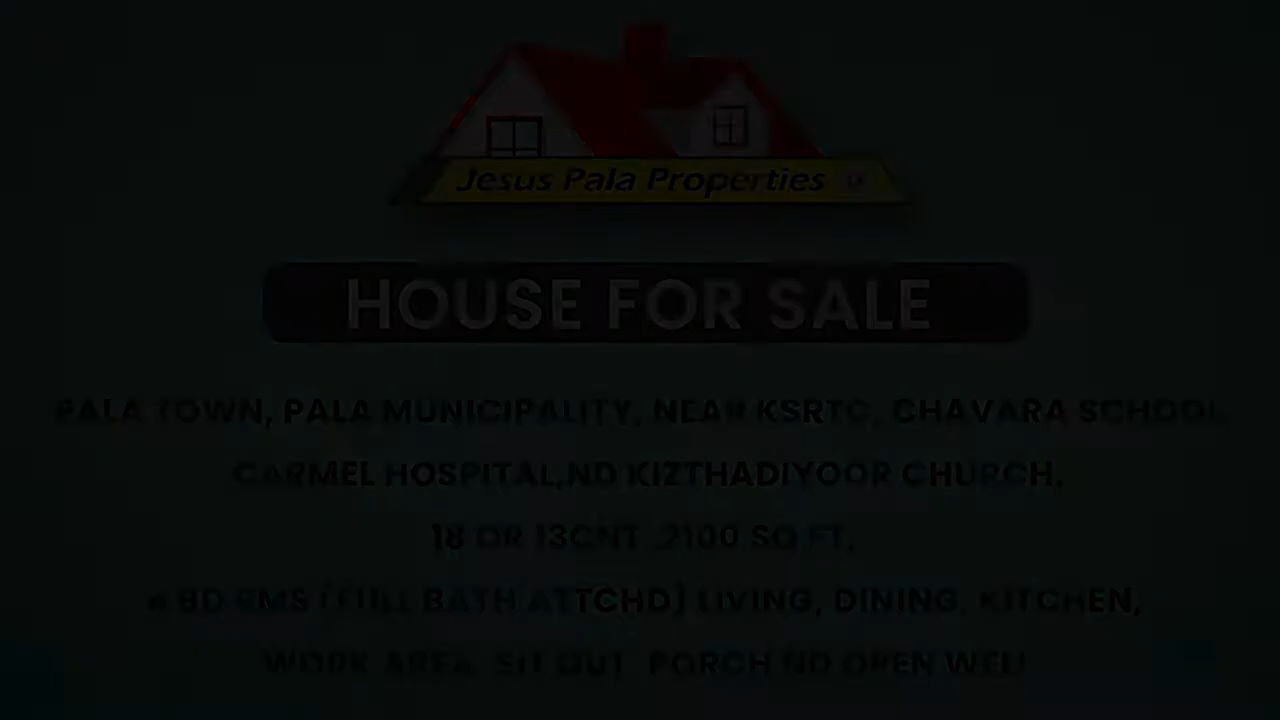 Jesus Pala Properties
HOUSE FOR SALE
PALA TOWN, PALA MUNICIPALITY, NEAR KSRTC, CHAVARA SCHOOL
CARMEL HOSPITAL,ND KIZTHADIYOOR CHURCH.
18 OR 13CNT .2100 SQ FT.
4 BD RMS (FULL BATH ATTCHD) LIVING, DINING, KITCHEN,
WORK AREA, SIT OUT, PORCH ND OPEN WELL